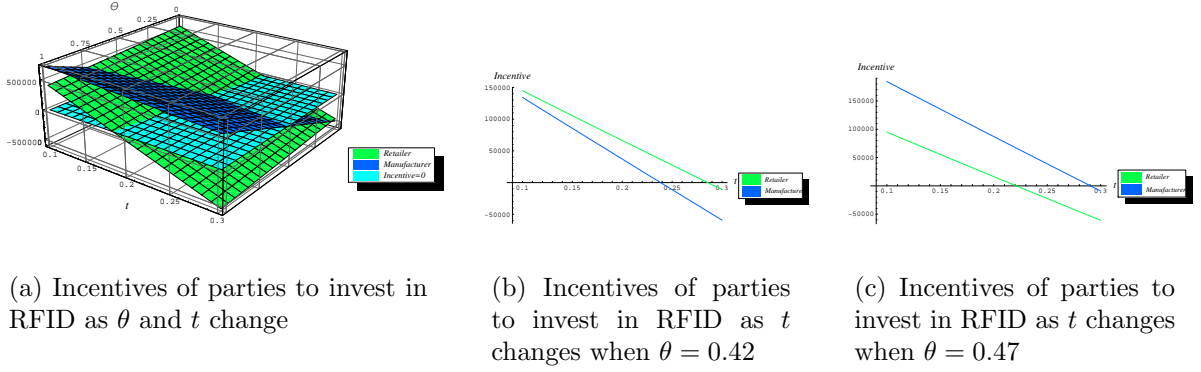 Θ
0
0.25
0.5
0.75
1
500000
0
-500000
0.1
0.15
0.2
0.25
0.3
t
Retailer
Manufacturer
Incentive=0
Incentive
150000
100000
50000
-50000
0.1
0.15
0.2
0.25
0.3
t
Retailer
Manufacturer
Incentive
150000
100000
50000
-50000
0.1
0.15
0.2
0.25
0.3
t
Retailer
Manufacturer
(a) Incentives of parties to invest in
RFID as θ and t change
(b) Incentives of parties
to invest in RFID as t
changes when θ = 0.42
(c) Incentives of parties to
invest in RFID as t changes
when θ = 0.47